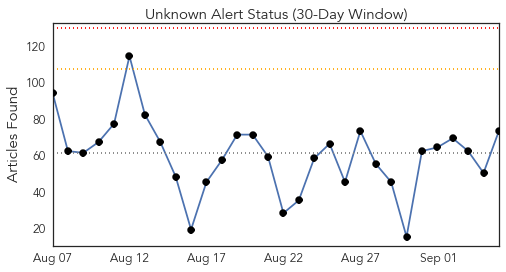 Unknown Alert Status (30-Day Window)
Articles Found
120
100
80
60
40
20
Aug 07
Aug 12
Aug 17
Aug 22
Aug 27
Sep 01